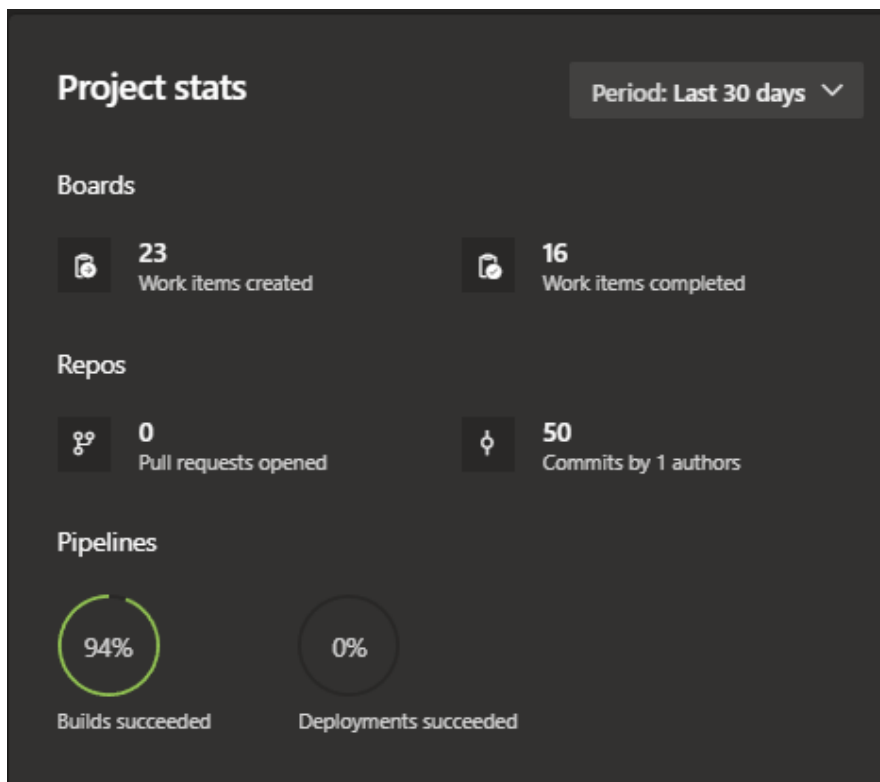 Project stats
Period: Last 30 days
Boards
23
Work items created
16
Work items completed
Repos
0
Pull requests opened
50
Commits by 1 authors
Pipelines
94%
Builds succeeded
0%
Deployments succeeded